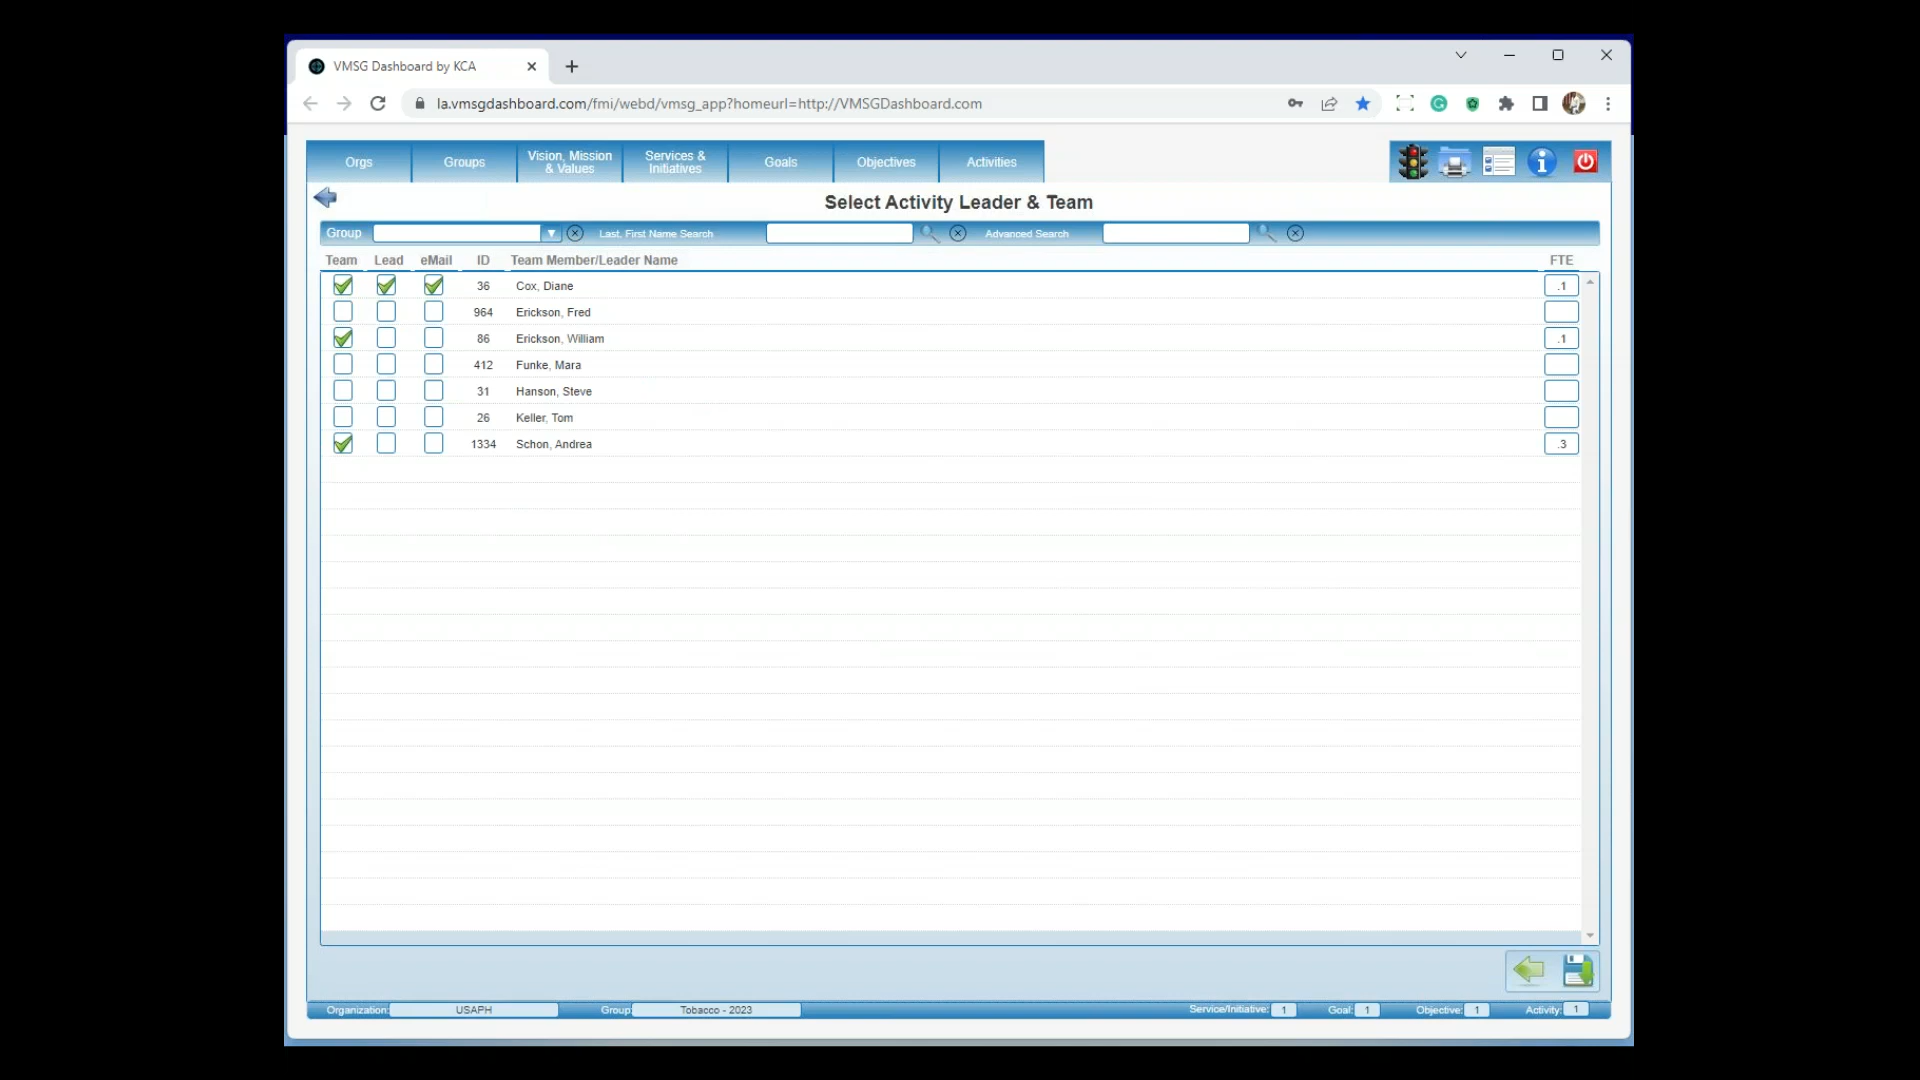 VMSG Dashboard by KCA
la.vmsgdashboard.com/fmi/webd/vmsg_app?homeurl=http://VMSGDashboard.com
Orgs Groups Vision, Mission & Values Services & Initiatives Goals Objectives Activities
Select Activity Leader & Team
Group Last, First Name Search Advanced Search
Team Lead eMail ID Team Member/Leader Name FTE
36 Cox, Diane .1
964 Erickson, Fred
86 Erickson, William .1
412 Funke, Mara
31 Hanson, Steve
26 Keller, Tom
1334 Schon, Andrea .3
Organization: USAPH Group: Tobacco - 2023 Service/Initiative: 1 Goal: 1 Objective: 1 Activity: 1